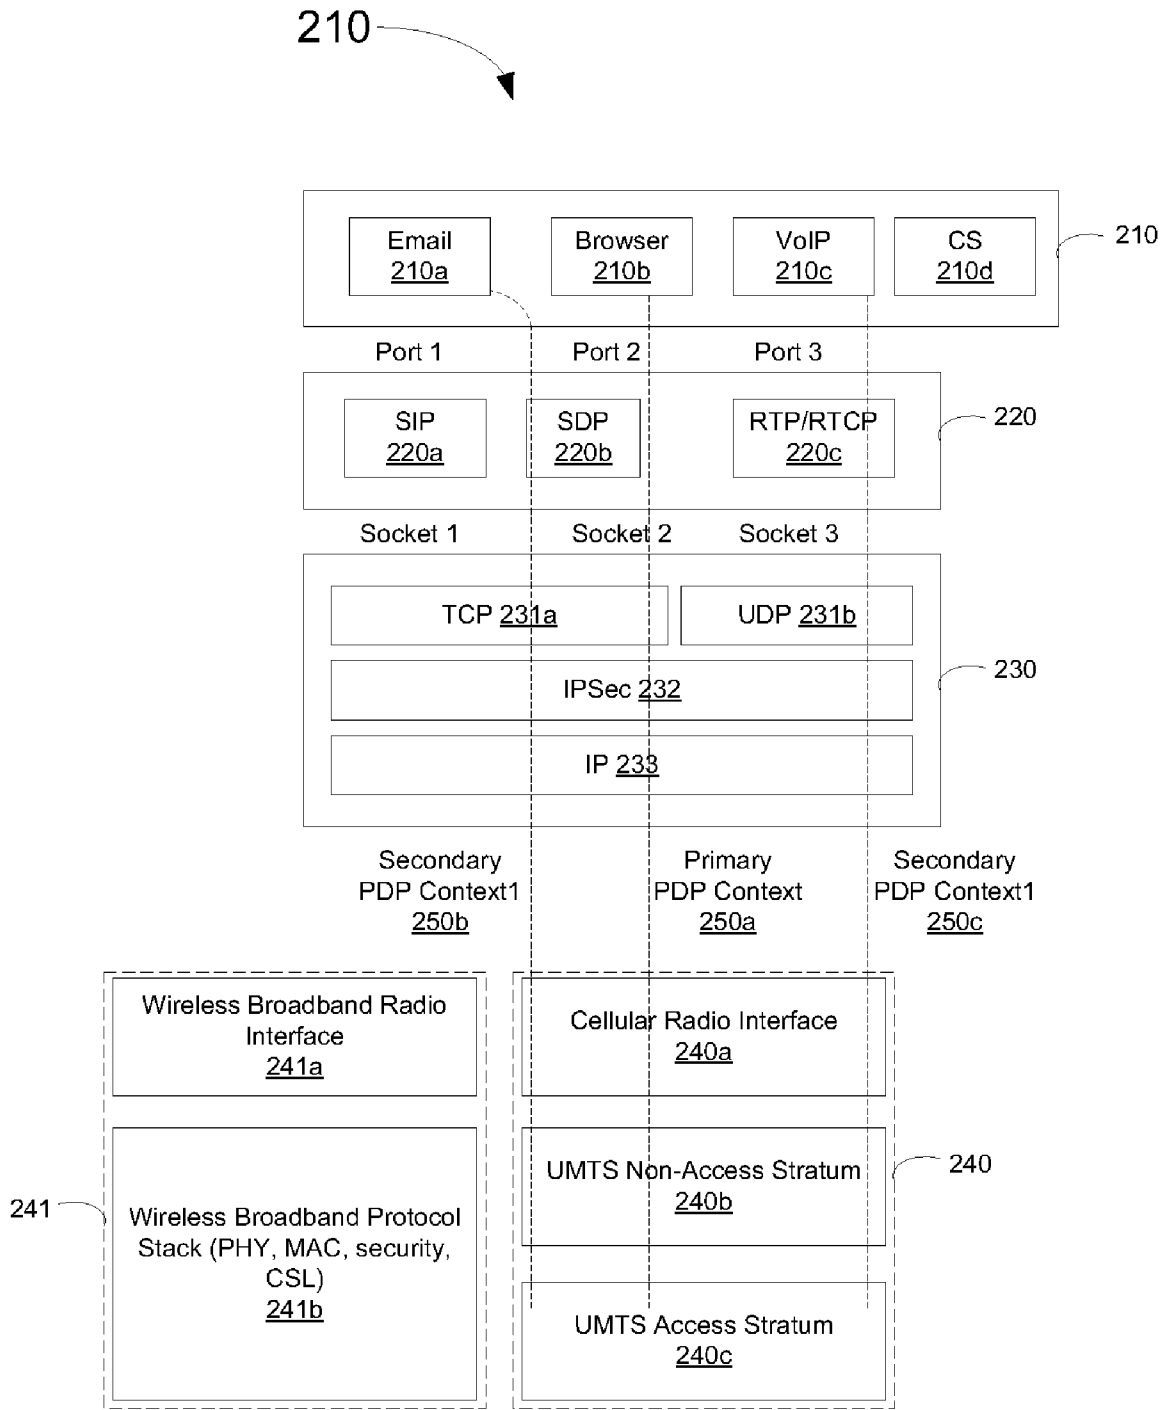 210
Email
210a
Browser
210b
VoIP
210c
CS
210d
210
Port 1
Port 2
Port 3
SIP
220a
SDP
220b
RTP/RTCP
220c
220
Socket 1
Socket 2
Socket 3
TCP 231a
UDP 231b
IPSec 232
IP 233
230
Secondary
PDP Context1
250b
Primary
PDP Context
250a
Secondary
PDP Context1
250c
Wireless Broadband Radio
Interface
241a
Cellular Radio Interface
240a
UMTS Non-Access Stratum
240b
240
241
Wireless Broadband Protocol
Stack (PHY, MAC, security,
CSL)
241b
UMTS Access Stratum
240c